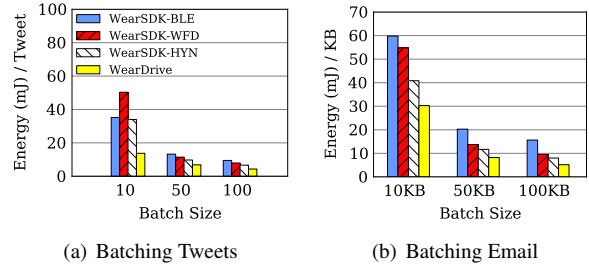 100
80
60
40
20
0
Energy (mJ) / Tweet
WearSDK-BLE
WearSDK-WFD
WearSDK-HYN
WearDrive
10 50 100
Batch Size
(a) Batching Tweets
70
60
50
40
30
20
10
0
Energy (mJ) / KB
10KB 50KB 100KB
Batch Size
(b) Batching Email